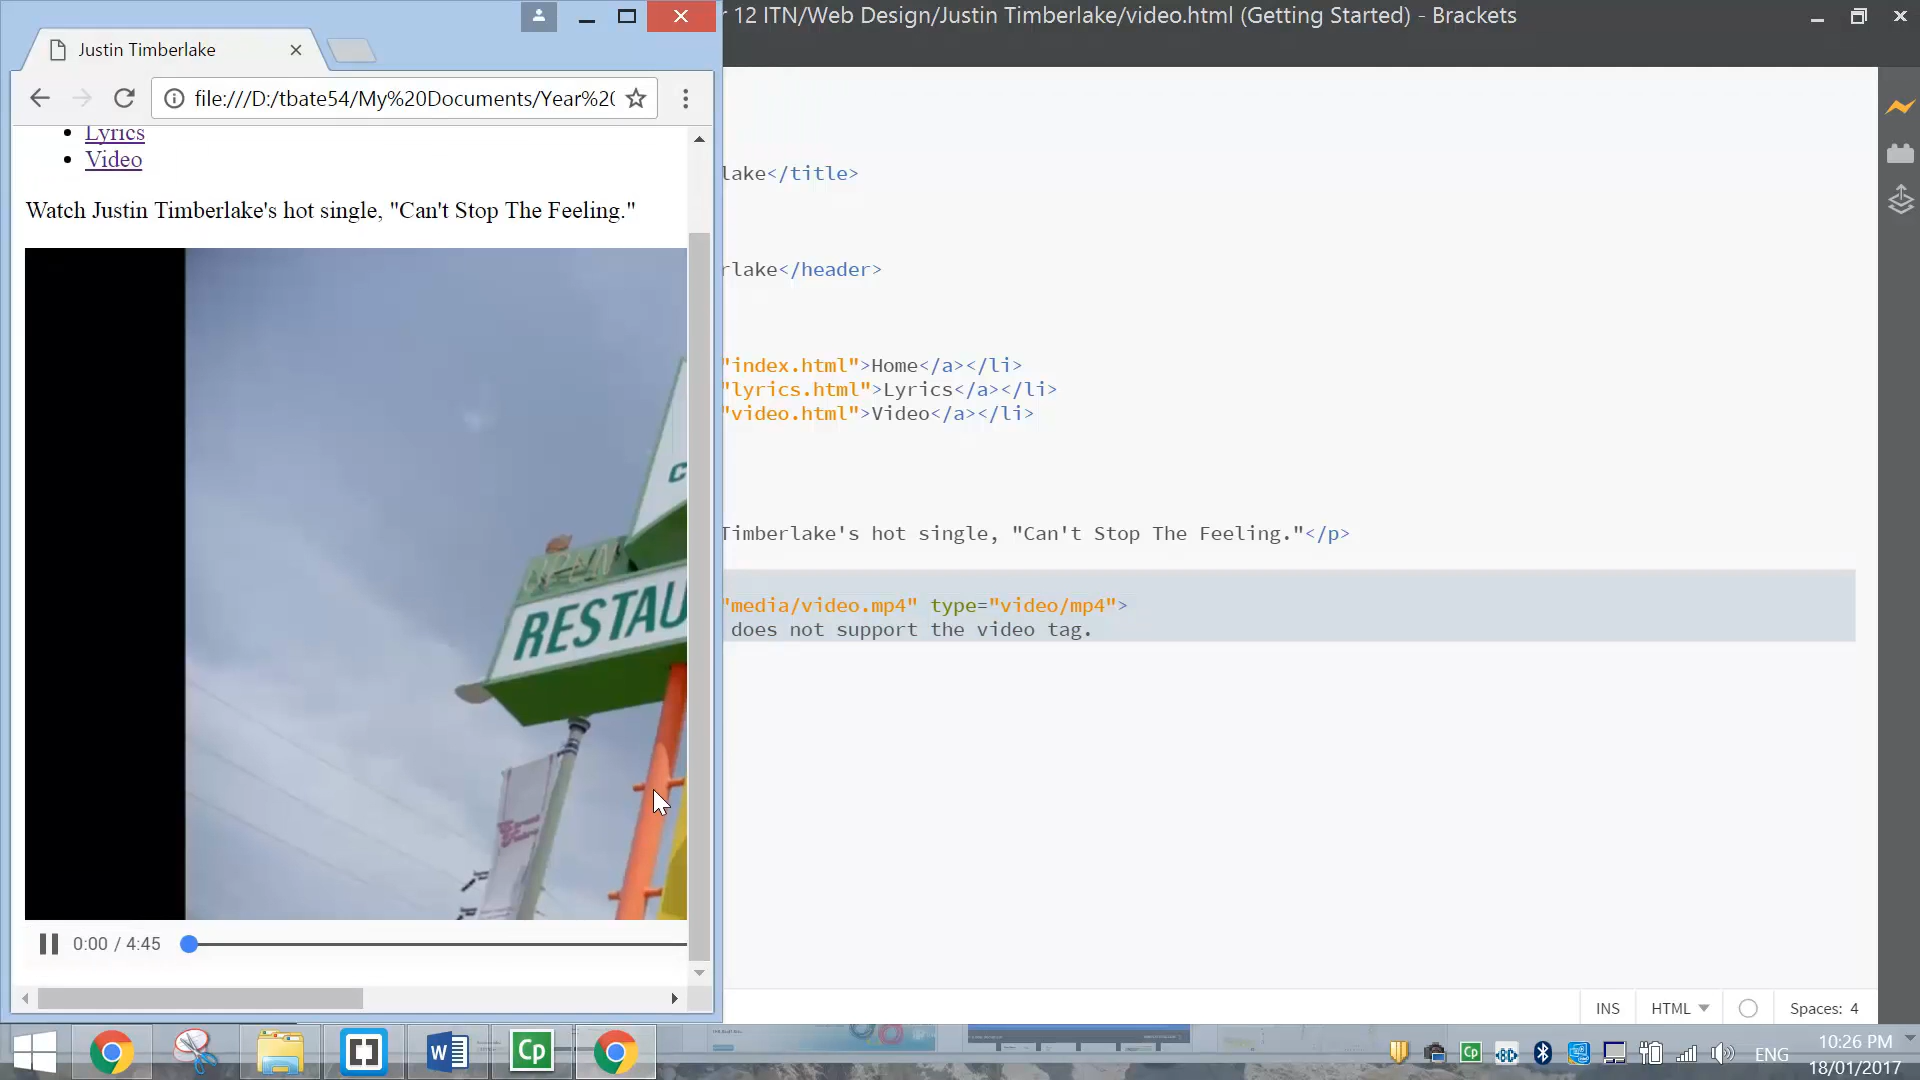 r 12 ITN/Web Design/Justin Timberlake/video.html (Getting Started) - Brackets
Justin Timberlake
file:///D:/tbate54/My%20Documents/Year%2(
Lyrics
Video
Watch Justin Timberlake's hot single, "Can't Stop The Feeling."
OPEN
RESTAU
0:00 / 4:45
lake</title>
rlake</header>
"index.html">Home</a></li>
"lyrics.html">Lyrics</a></li>
"video.html">Video</a></li>
Timberlake's hot single, "Can't Stop The Feeling."</p>
"media/video.mp4" type="video/mp4">
does not support the video tag.
INS
HTML
Spaces: 4
W
Cp
Cp
ENG
10:26 PM
18/01/2017